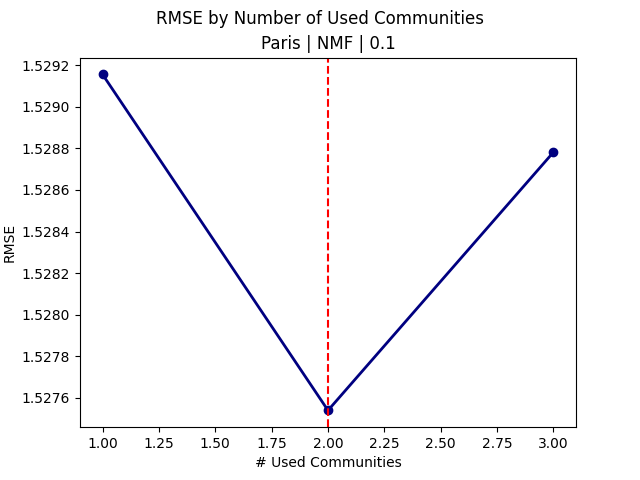 RMSE by Number of Used Communities
Paris | NMF | 0.1
1.5292
1.5290
1.5288
1.5286
1.5284
1.5282
1.5280
1.5278
1.5276
RMSE
1.00 1.25 1.50 1.75 2.00 2.25 2.50 2.75 3.00
# Used Communities